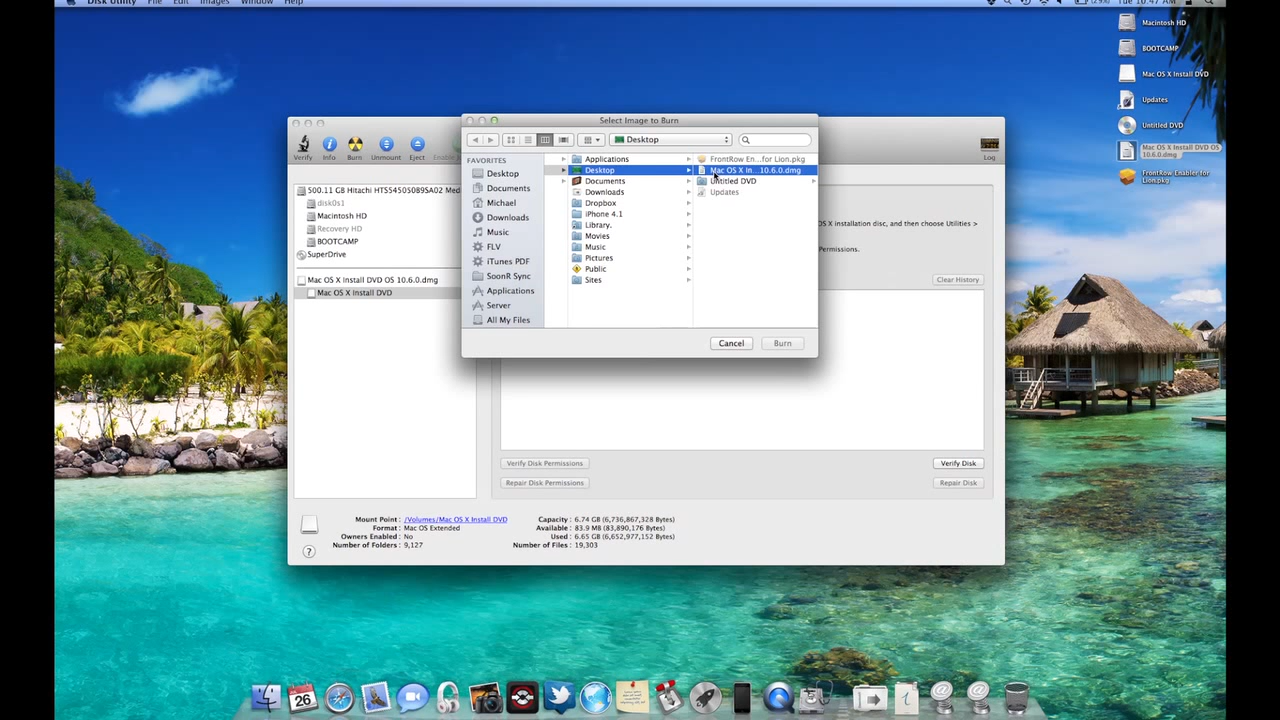 Disk Utility File Edit Images Window Help
Tue 10:47 AM
Macintosh HD
BOOTCAMP
Mac OS X Install DVD
Updates
Untitled DVD
Mac OS X Install DVD OS
10.6.0.dmg
FrontRow Enabler for
Lion.pkg
Verify Info Burn Unmount Eject
Log
500.11 GB Hitachi HTS545050B9SA02 Med
disk0s1
Macintosh HD
Recovery HD
BOOTCAMP
SuperDrive
Mac OS X Install DVD OS 10.6.0.dmg
Mac OS X Install DVD
Select Image to Burn
Desktop
FAVORITES
Desktop
Documents
Michael
Downloads
Music
FLV
iTunes PDF
SoonR Sync
Applications
Server
All My Files
Applications
Desktop
Documents
Downloads
Dropbox
iPhone 4.1
Library.
Movies
Music
Pictures
Public
Sites
FrontRow En...for Lion.pkg
Mac OS X In...10.6.0.dmg
Untitled DVD
Updates
Cancel Burn
OS X installation disc, and then choose Utilities >
Permissions.
Clear History
Verify Disk Permissions
Verify Disk
Repair Disk Permissions
Repair Disk
Mount Point : /Volumes/Mac OS X Install DVD
Format : Mac OS Extended
Owners Enabled : No
Number of Folders : 9,127
Capacity : 6.74 GB (6,736,867,328 Bytes)
Available : 83.9 MB (83,890,176 Bytes)
Used : 6.65 GB (6,652,977,152 Bytes)
Number of Files : 19,303
?
26